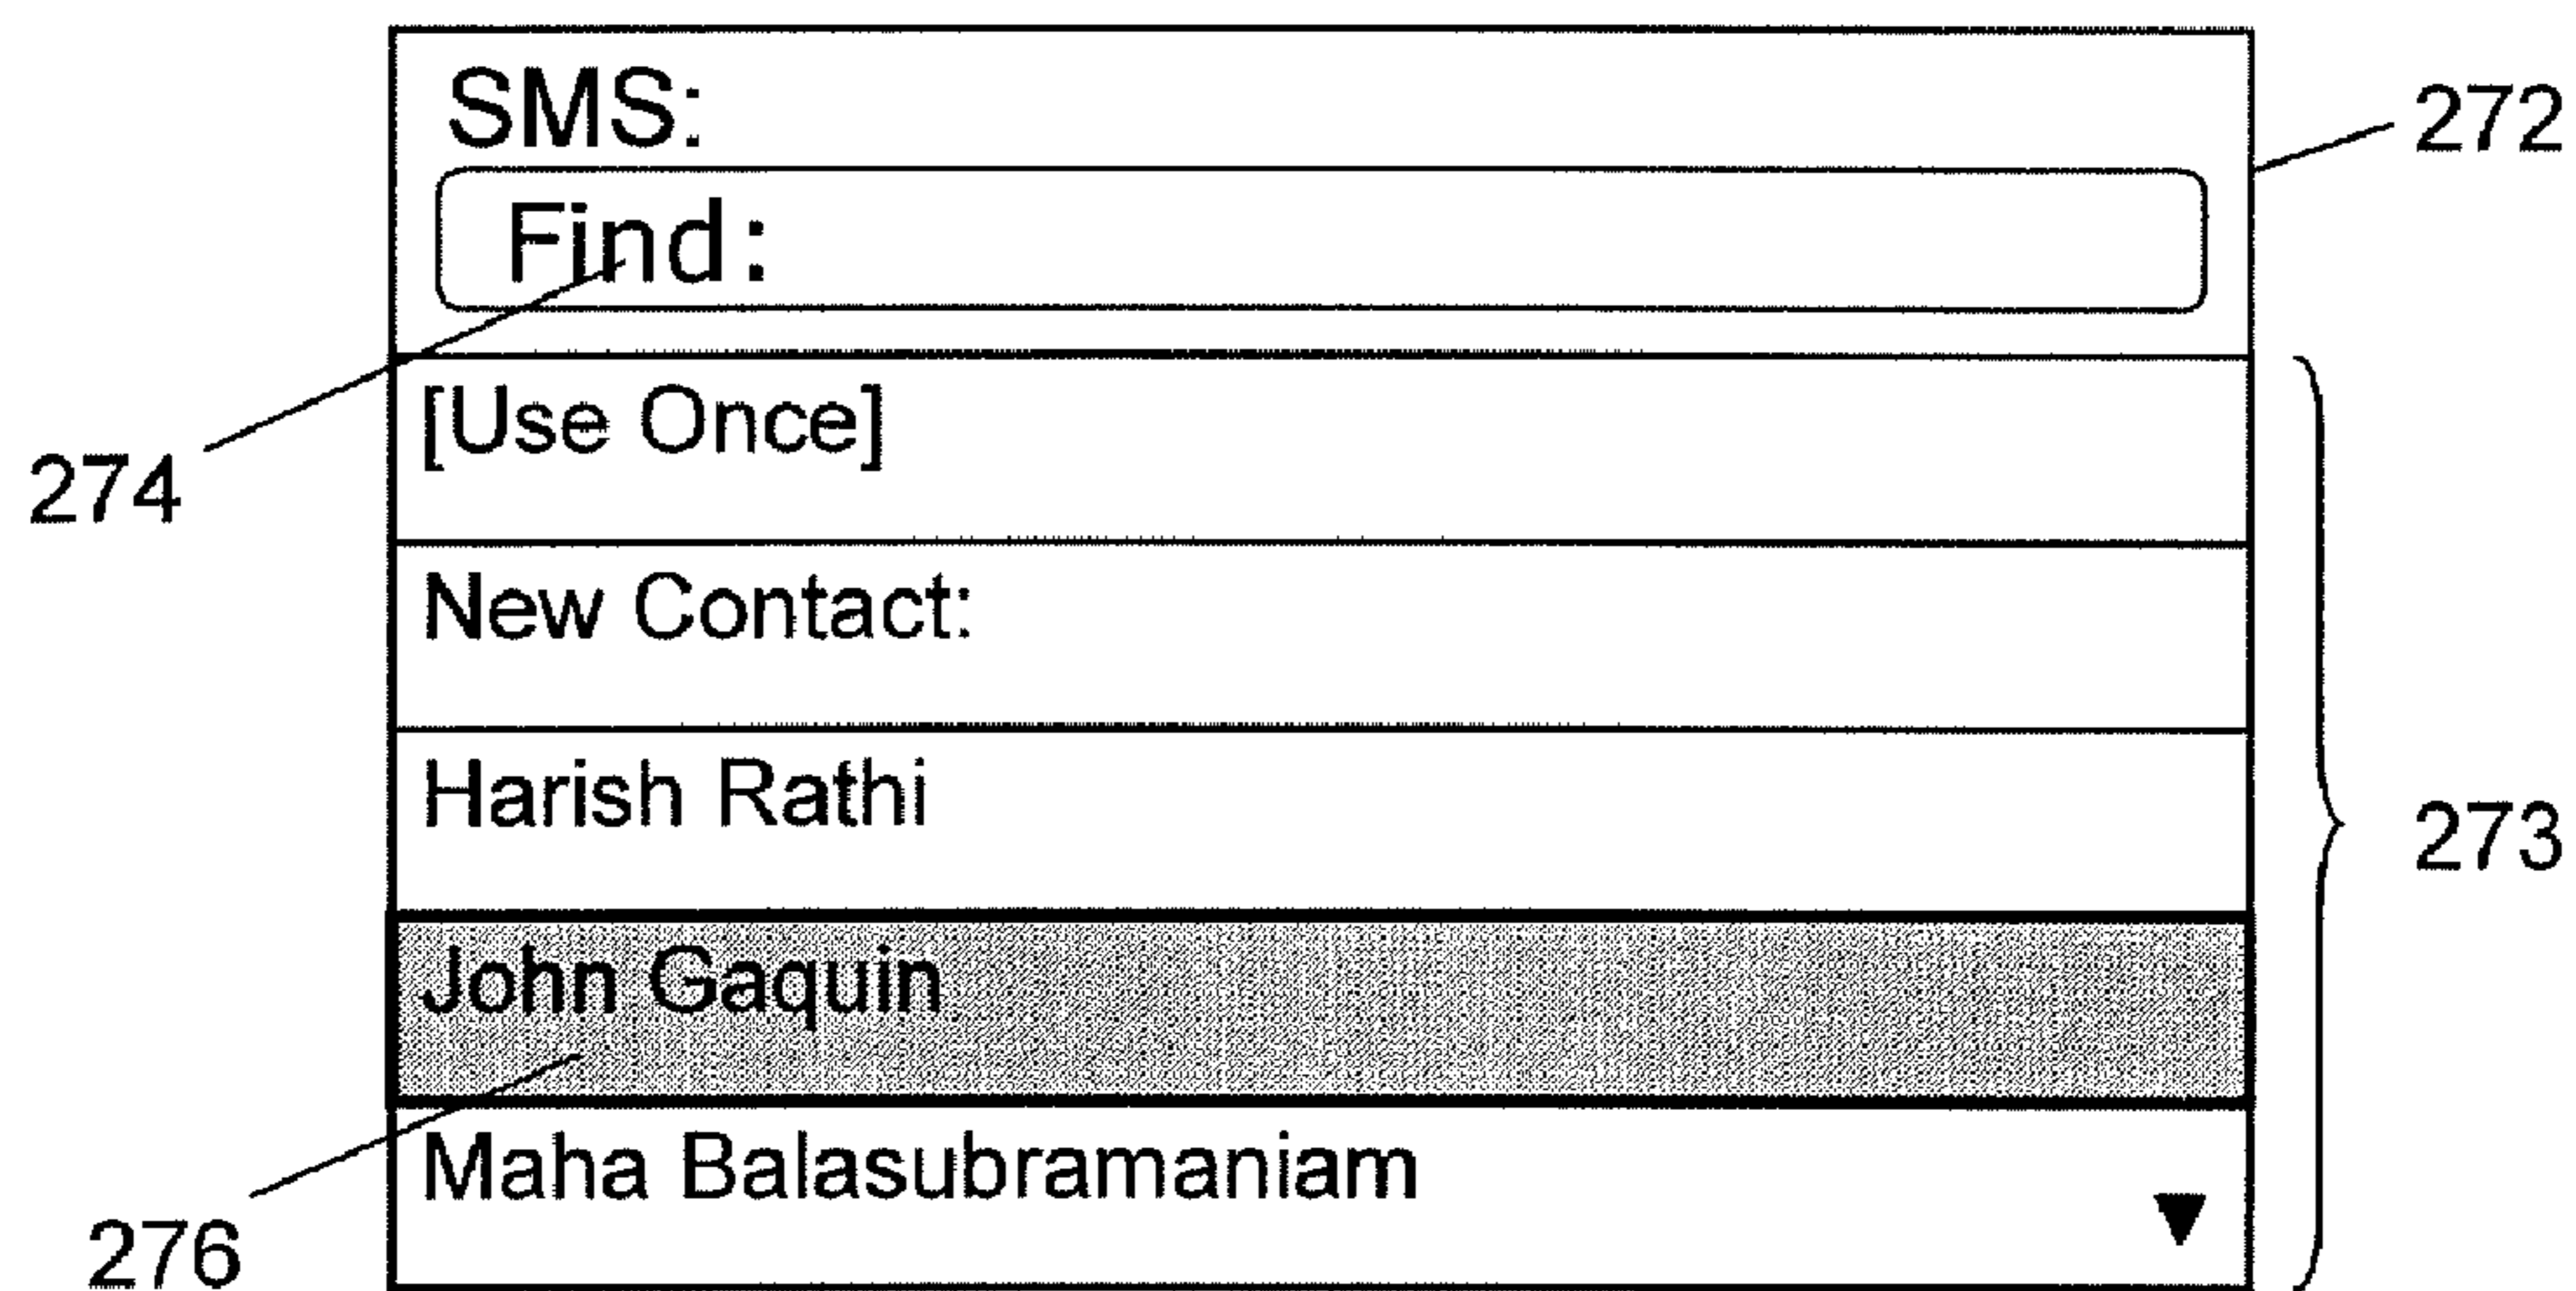 SMS:
272
Find:
274
[Use Once]
New Contact:
Harish Rathi
273
John Gaquin
Maha Balasubramaniam
276